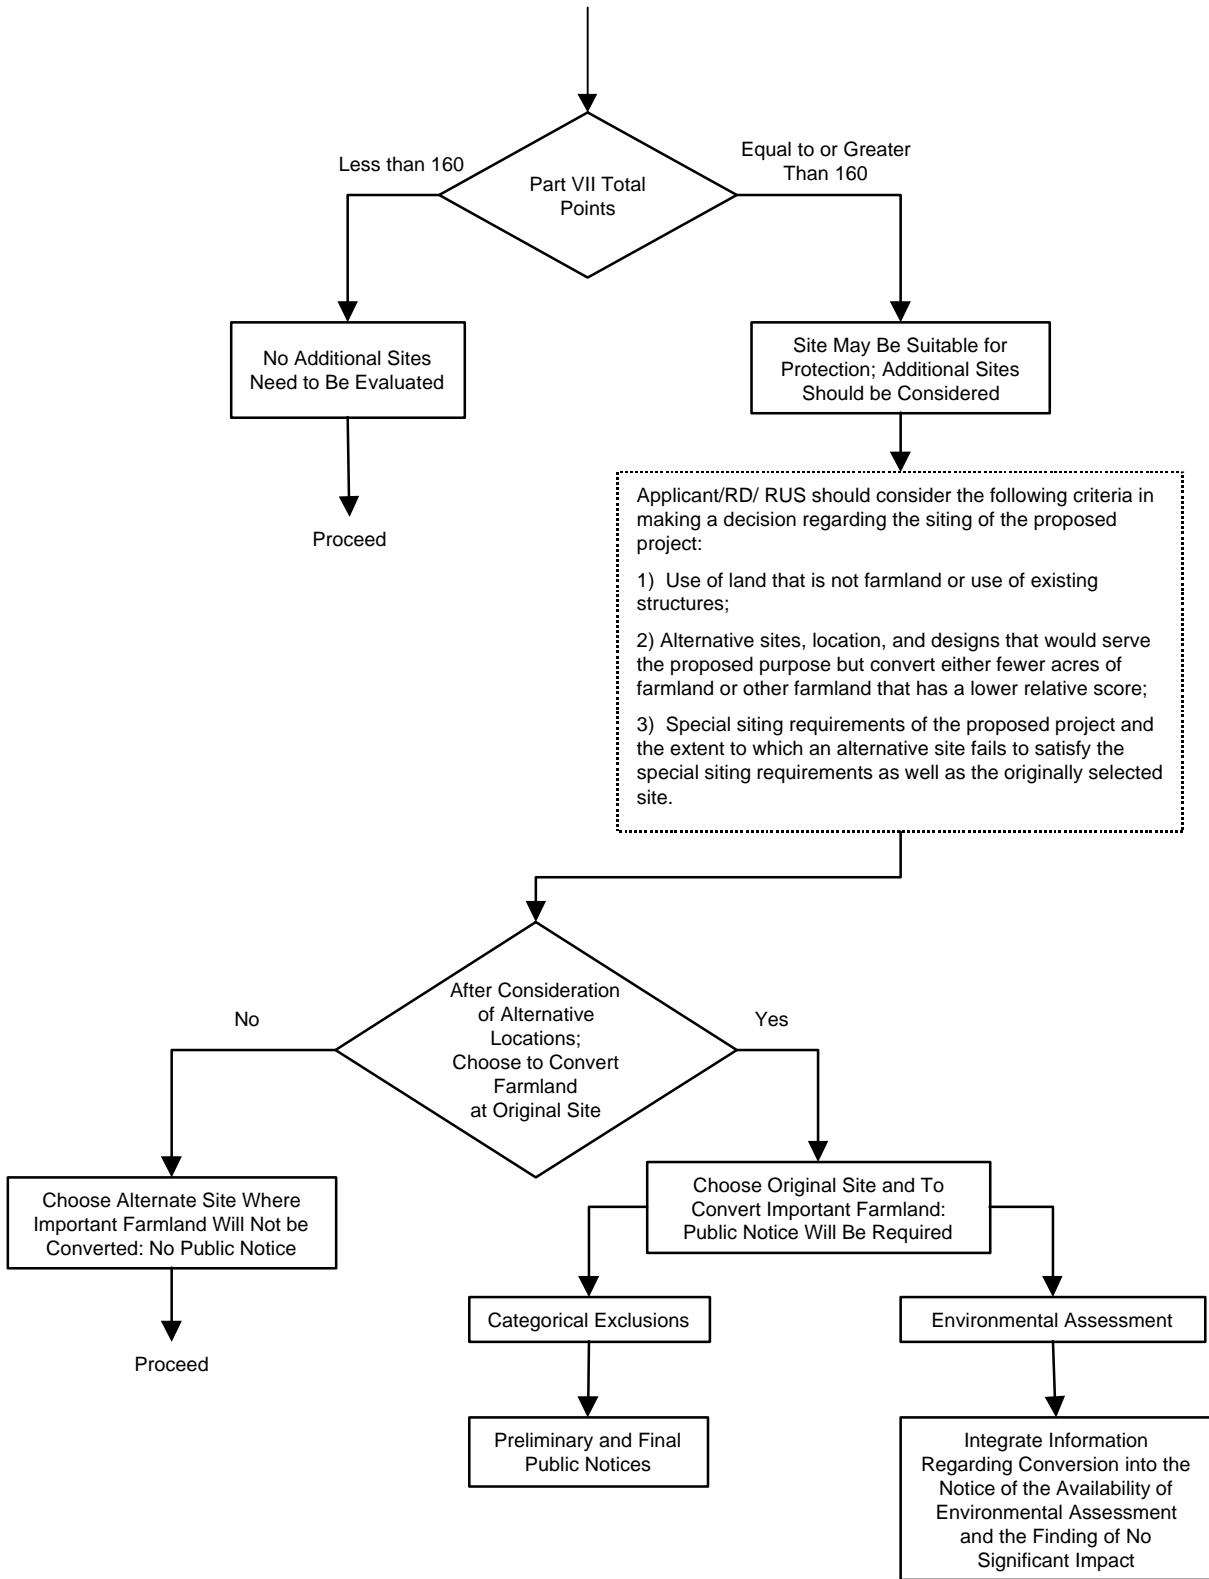 Less than 160
Equal to or Greater
Than 160
Part VII Total
Points
No Additional Sites
Need to Be Evaluated
Site May Be Suitable for
Protection; Additional Sites
Should be Considered
Proceed
Applicant/RD/ RUS should consider the following criteria in
making a decision regarding the siting of the proposed
project:
1)  Use of land that is not farmland or use of existing
structures;
2) Alternative sites, location, and designs that would serve
the proposed purpose but convert either fewer acres of
farmland or other farmland that has a lower relative score;
3)  Special siting requirements of the proposed project and
the extent to which an alternative site fails to satisfy the
special siting requirements as well as the originally selected
site.
After Consideration
of Alternative
Locations;
Choose to Convert
Farmland
at Original Site
No
Yes
Choose Alternate Site Where
Important Farmland Will Not be
Converted: No Public Notice
Proceed
Choose Original Site and To
Convert Important Farmland:
Public Notice Will Be Required
Categorical Exclusions
Environmental Assessment
Preliminary and Final
Public Notices
Integrate Information
Regarding Conversion into the
Notice of the Availability of
Environmental Assessment
and the Finding of No
Significant Impact